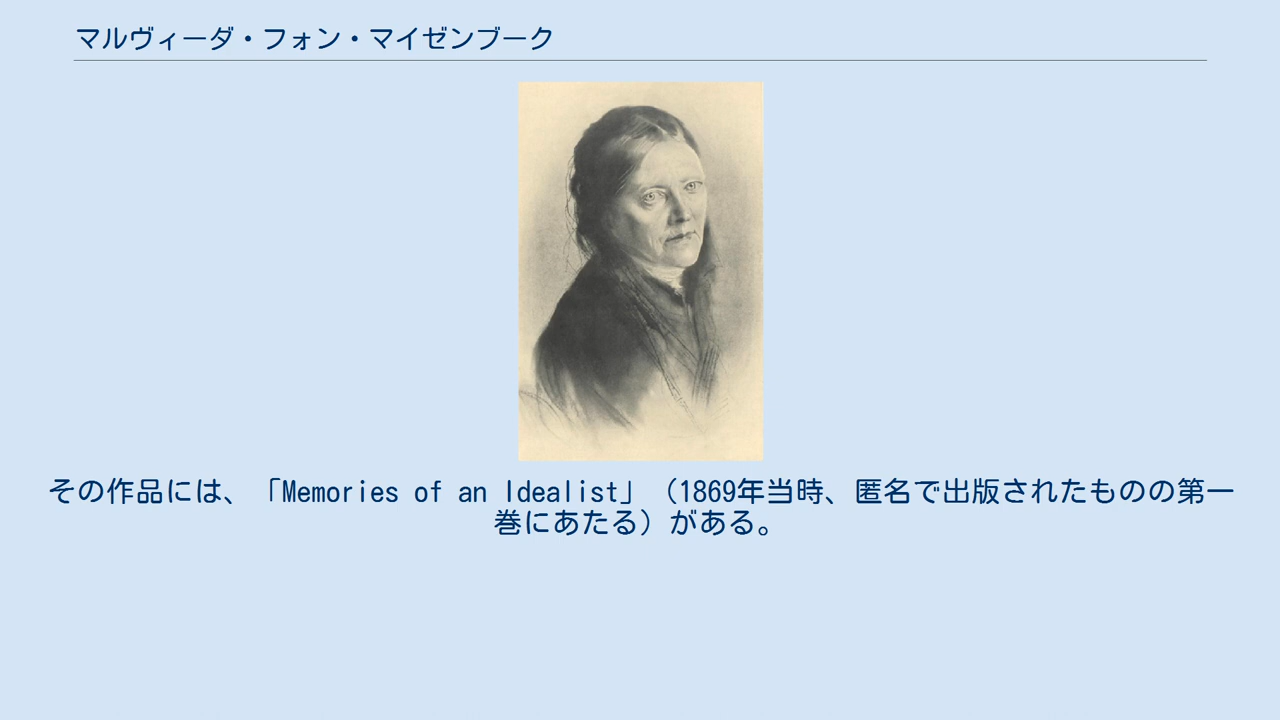 マルヴィーダ・フォン・マイゼンブーク
その作品には、「Memories of an Idealist」（1869年当時、匿名で出版されたものの第一
巻にあたる）がある。